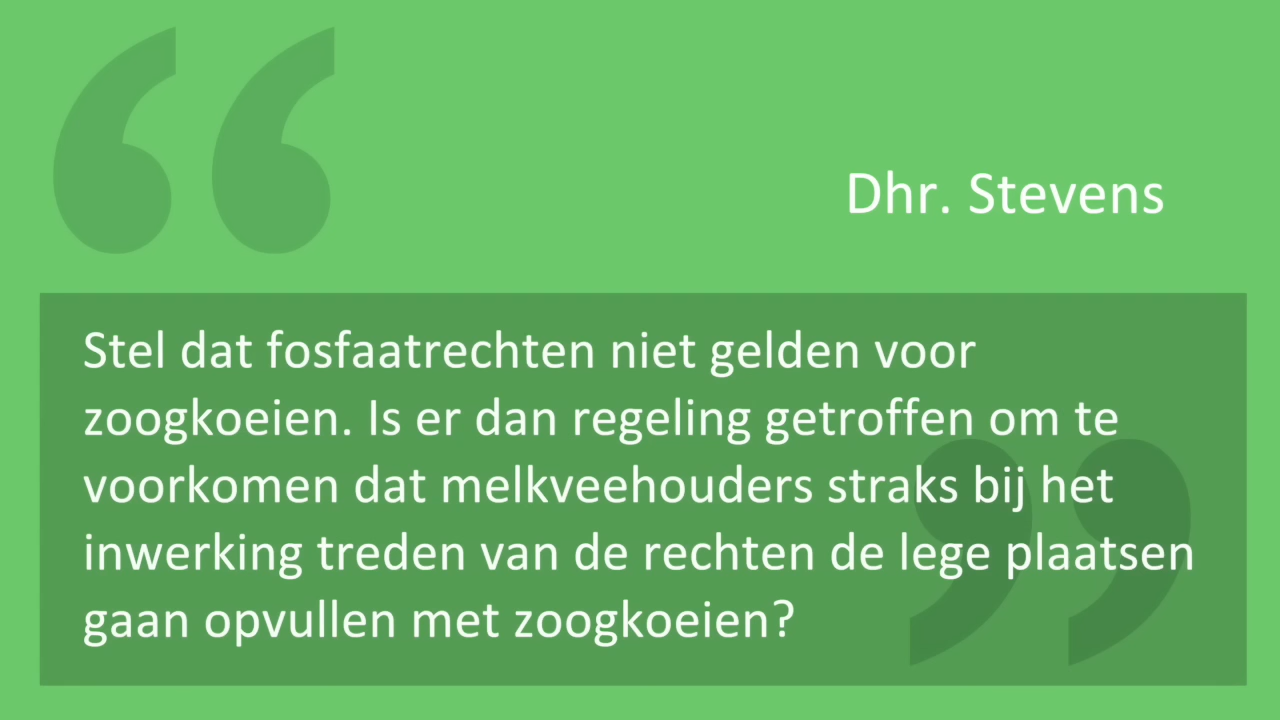 Dhr. Stevens
Stel dat fosfaatrechten niet gelden voor
zoogkoeien. Is er dan regeling getroffen om te
voorkomen dat melkveehouders straks bij het
inwerking treden van de rechten de lege plaatsen
gaan opvullen met zoogkoeien?